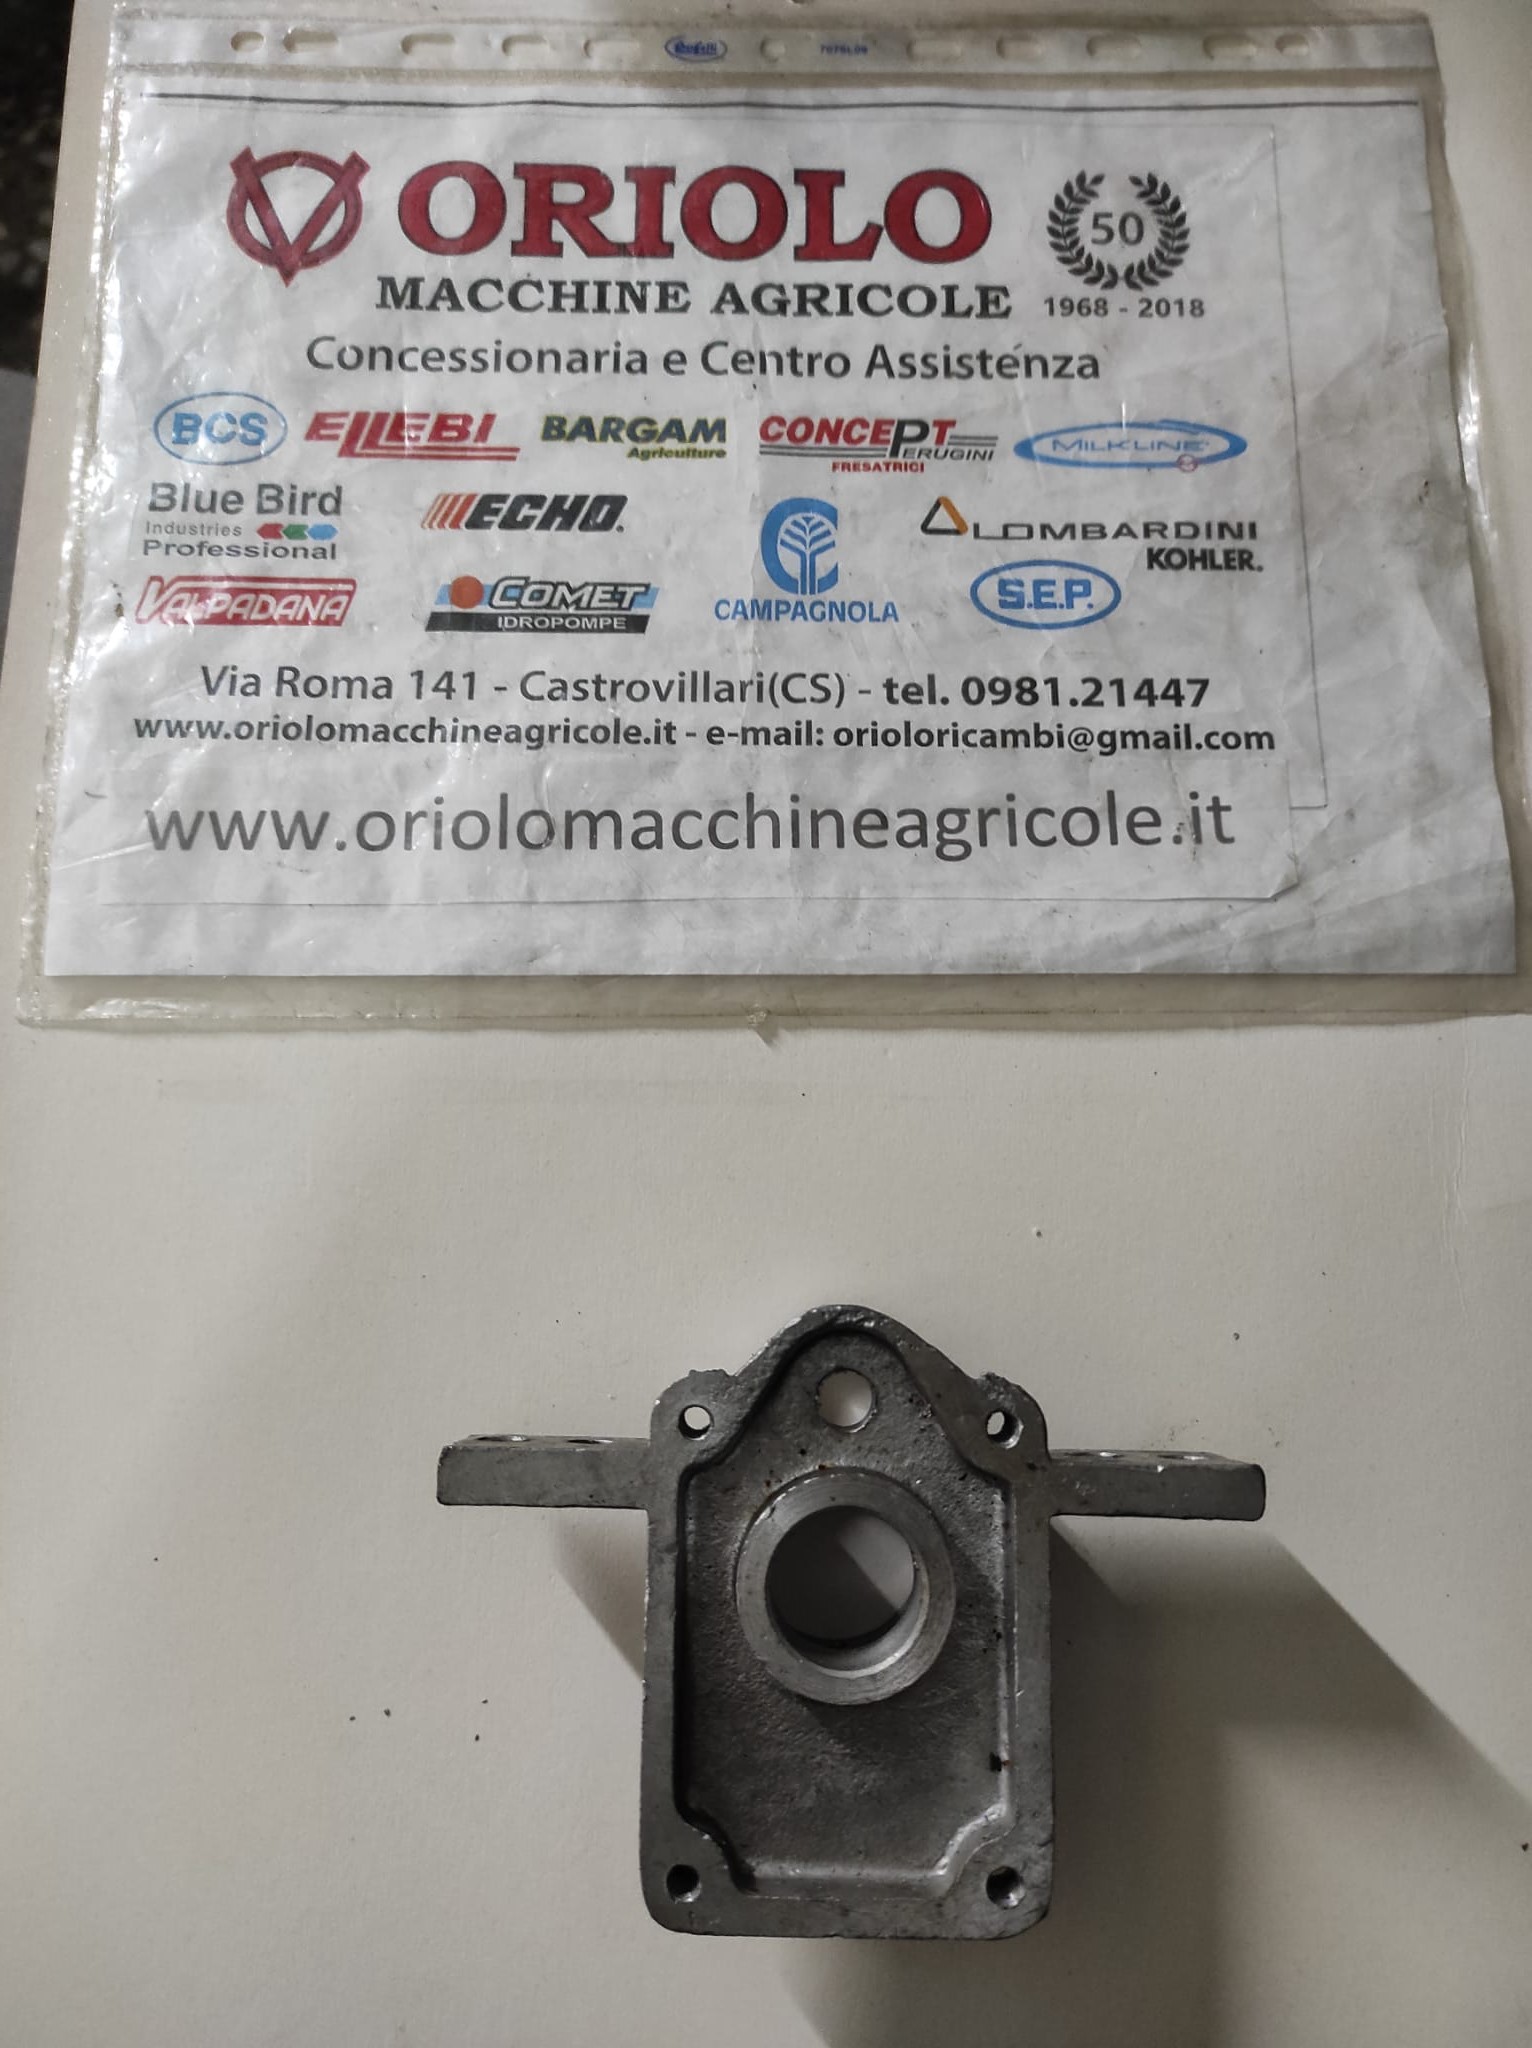 Buffetti 7075L09
ORIOLO
50
MACCHINE AGRICOLE
1968 - 2018
Concessionaria e Centro Assistenza
BCS ELLEBI BARGAM Agriculture CONCEPT PERUGINI FRESATRICI MILKLINE
Blue Bird Industries Professional ECHO. CAMPAGNOLA LOMBARDINI KOHLER.
VALPADANA COMET IDROPOMPE S.E.P.
Via Roma 141 - Castrovillari(CS) - tel. 0981.21447
www.oriolomacchineagricole.it - e-mail: orioloricambi@gmail.com
www.oriolomacchineagricole.it